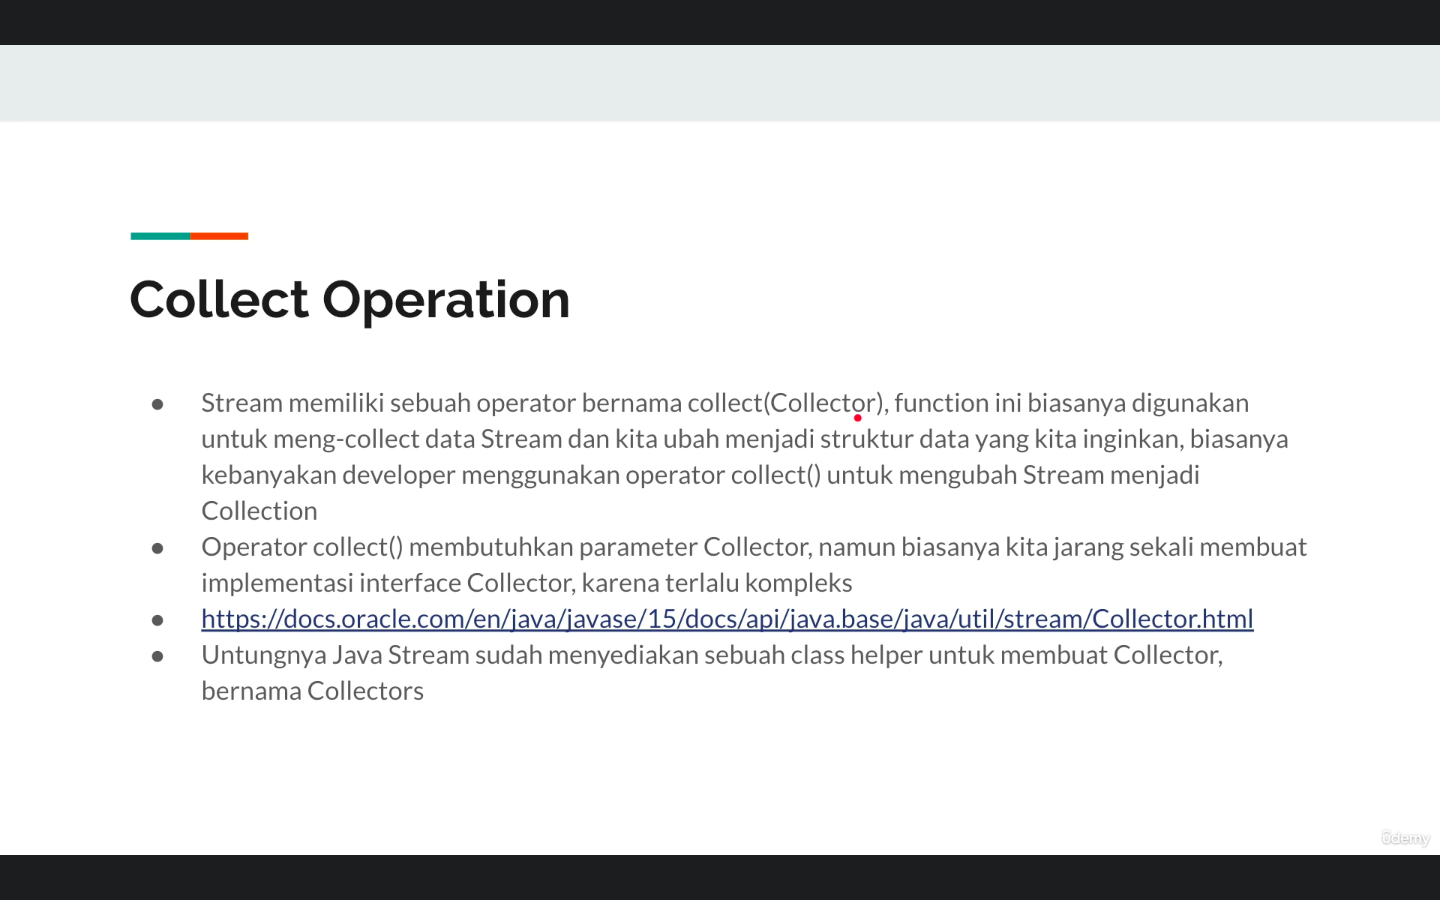 Collect Operation
● Stream memiliki sebuah operator bernama collect(Collector), function ini biasanya digunakan
untuk meng-collect data Stream dan kita ubah menjadi struktur data yang kita inginkan, biasanya
kebanyakan developer menggunakan operator collect() untuk mengubah Stream menjadi
Collection
● Operator collect() membutuhkan parameter Collector, namun biasanya kita jarang sekali membuat
implementasi interface Collector, karena terlalu kompleks
● https://docs.oracle.com/en/java/javase/15/docs/api/java.base/java/util/stream/Collector.html
● Untungnya Java Stream sudah menyediakan sebuah class helper untuk membuat Collector,
bernama Collectors
ûdemy